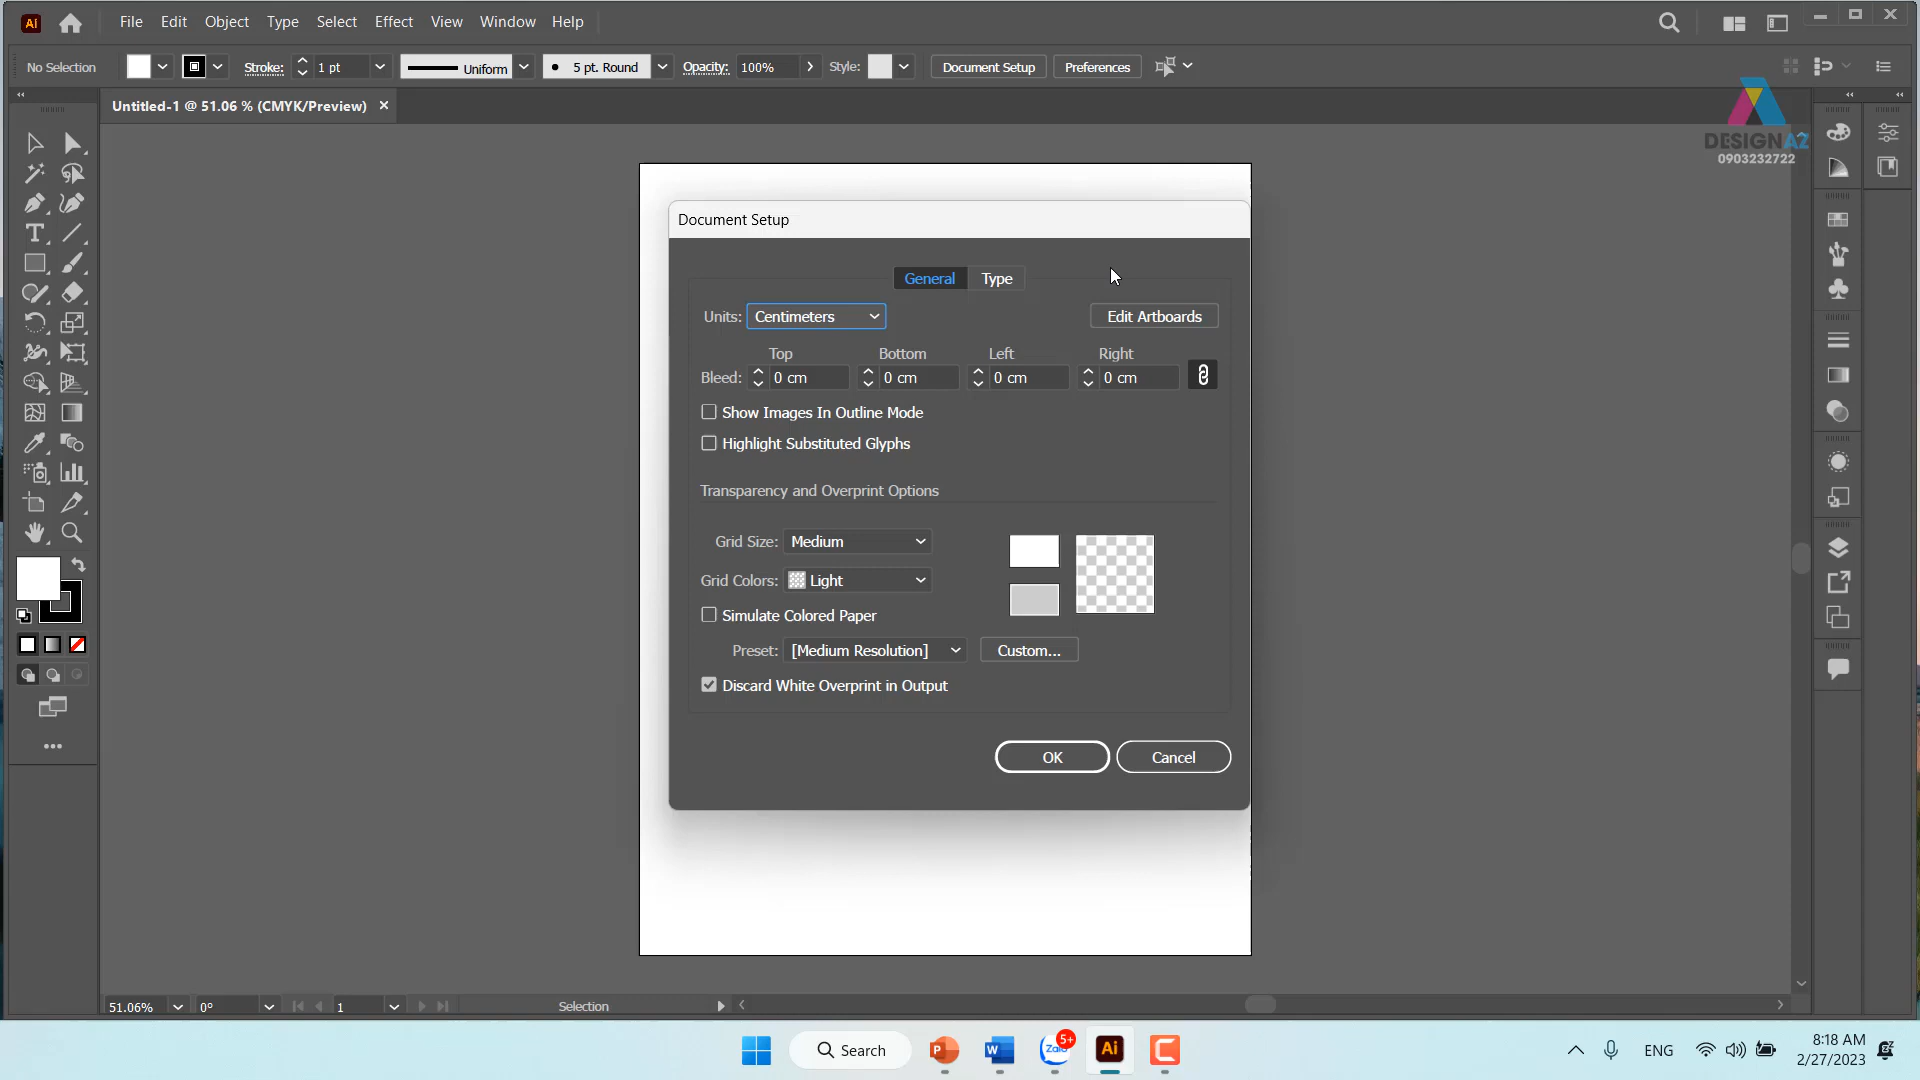 Ai File Edit Object Type Select Effect View Window Help
No Selection Stroke: 1 pt Uniform 5 pt. Round Opacity: 100% Style: Document Setup Preferences
Untitled-1 @ 51.06 % (CMYK/Preview)
DESIGNAZ
0903232722
Document Setup
General Type
Units: Centimeters Edit Artboards
Top Bottom Left Right
Bleed: 0 cm 0 cm 0 cm 0 cm
Show Images In Outline Mode
Highlight Substituted Glyphs
Transparency and Overprint Options
Grid Size: Medium
Grid Colors: Light
Simulate Colored Paper
Preset: [Medium Resolution] Custom...
Discard White Overprint in Output
OK Cancel
51.06% 0° 1 Selection
Search P W Zalo 5+ Ai C ENG 8:18 AM
2/27/2023